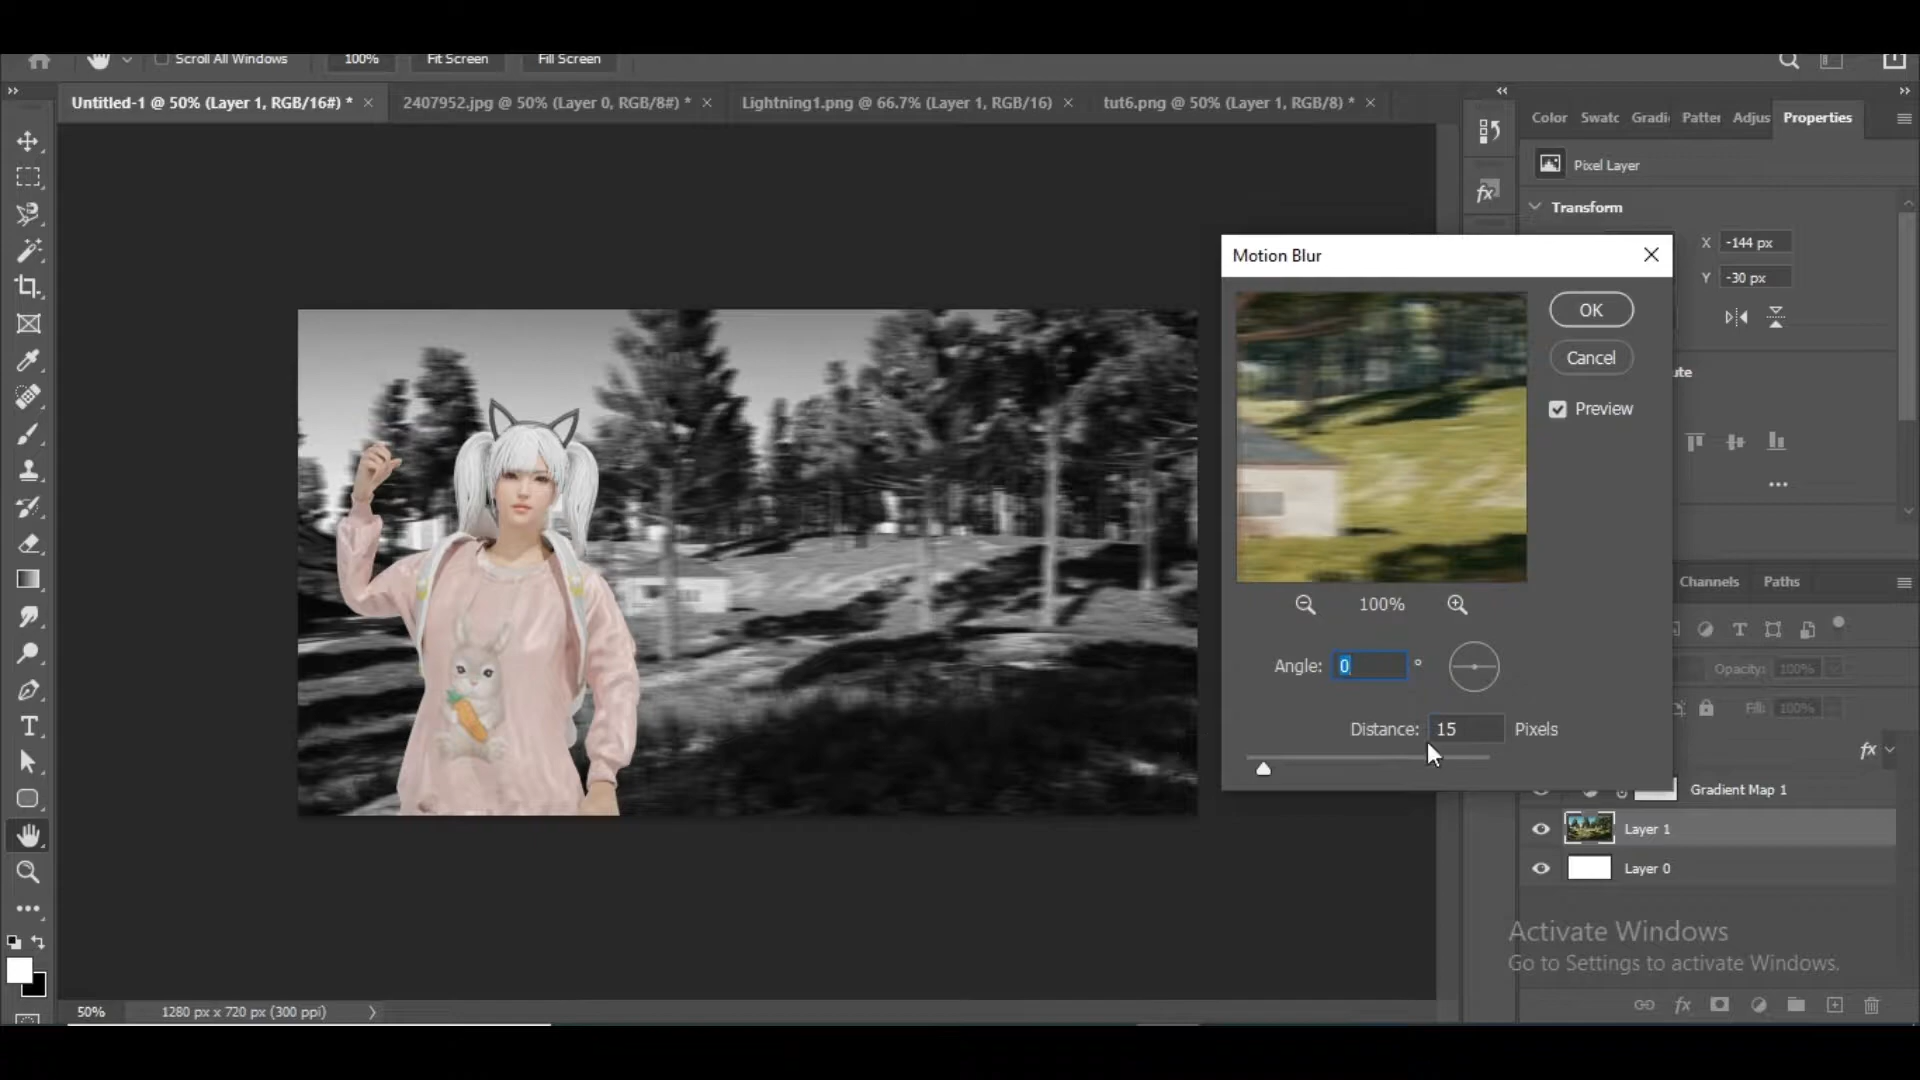 Scroll All Windows 100% Fit Screen Fill Screen
Untitled-1 @ 50% (Layer 1, RGB/16#) * × 2407952.jpg @ 50% (Layer 0, RGB/8#) * × Lightning1.png @ 66.7% (Layer 1, RGB/16) × tut6.png @ 50% (Layer 1, RGB/8) * ×
Color Swatc Gradi Patter Adjus Properties
Pixel Layer
Transform
X -144 px
Y -30 px
Motion Blur
OK
Cancel
Preview
100%
Angle: 0 °
Distance: 15 Pixels
Channels Paths
Opacity: 100%
Fill: 100%
fx
Gradient Map 1
Layer 1
Layer 0
Activate Windows
Go to Settings to activate Windows.
50% 1280 px x 720 px (300 ppi)